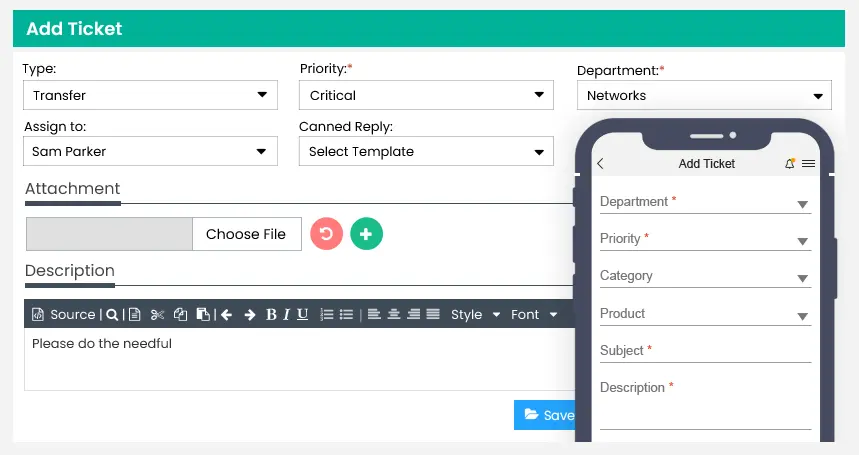 Add Ticket
Type:
Priority:*
Department:*
Transfer
Critical
Networks
Assign to:
Canned Reply:
Sam Parker
Select Template
Attachment
Choose File
Description
Source
B I U
Style
Font
Please do the needful
Save
Add Ticket
Department *
Priority *
Category
Product
Subject *
Description *